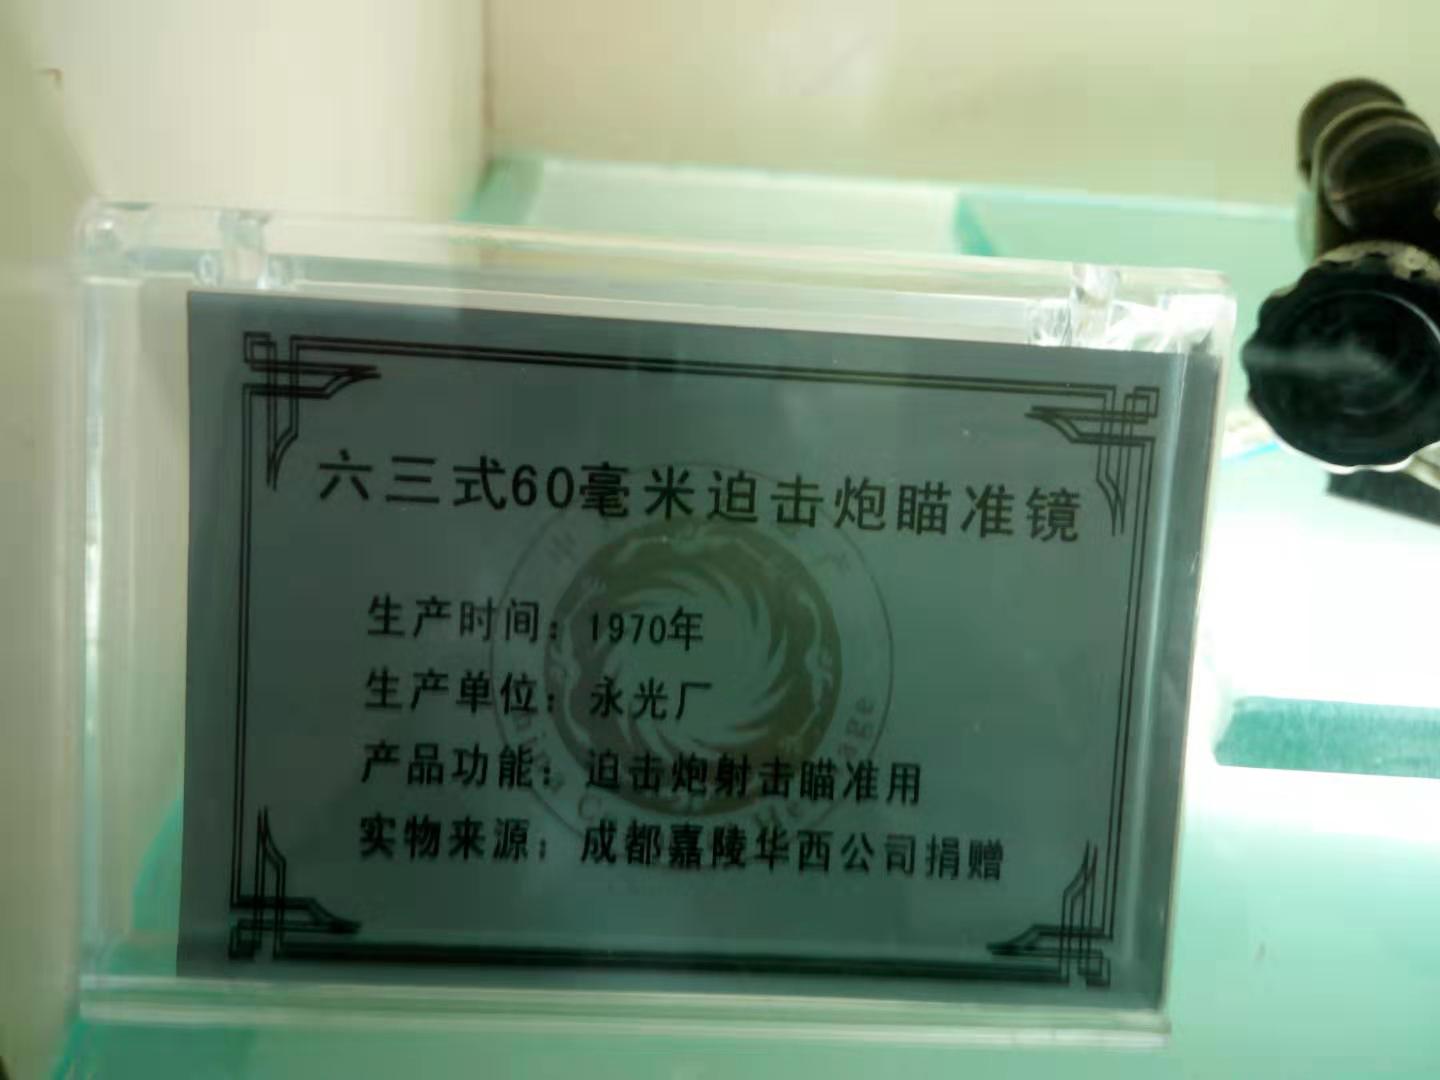 六三式60毫米迫击炮瞄准镜
生产时间：1970年
生产单位：永光厂
产品功能：迫击炮射击瞄准用
实物来源：成都嘉陵华西公司捐赠